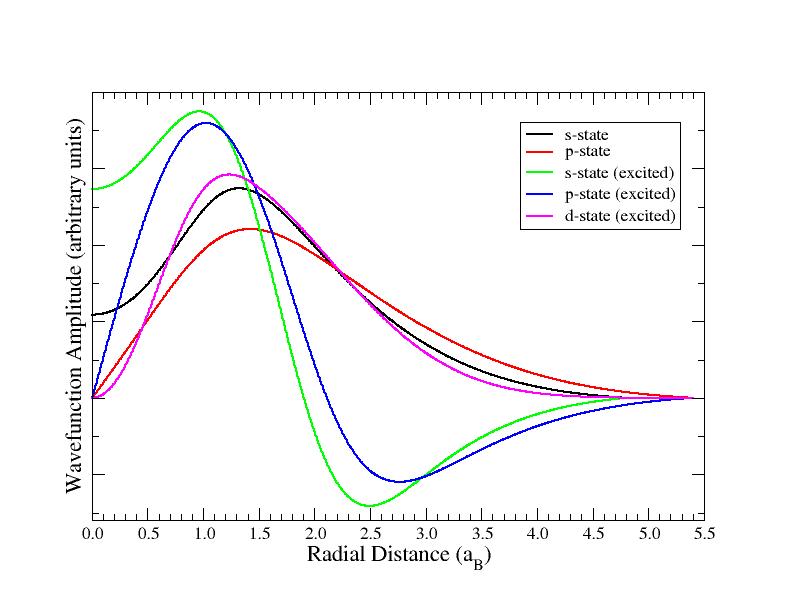 Wavefunction Amplitude (arbitrary units)
s-state
p-state
s-state (excited)
p-state (excited)
d-state (excited)
0.0 0.5 1.0 1.5 2.0 2.5 3.0 3.5 4.0 4.5 5.0 5.5
Radial Distance (a_B)